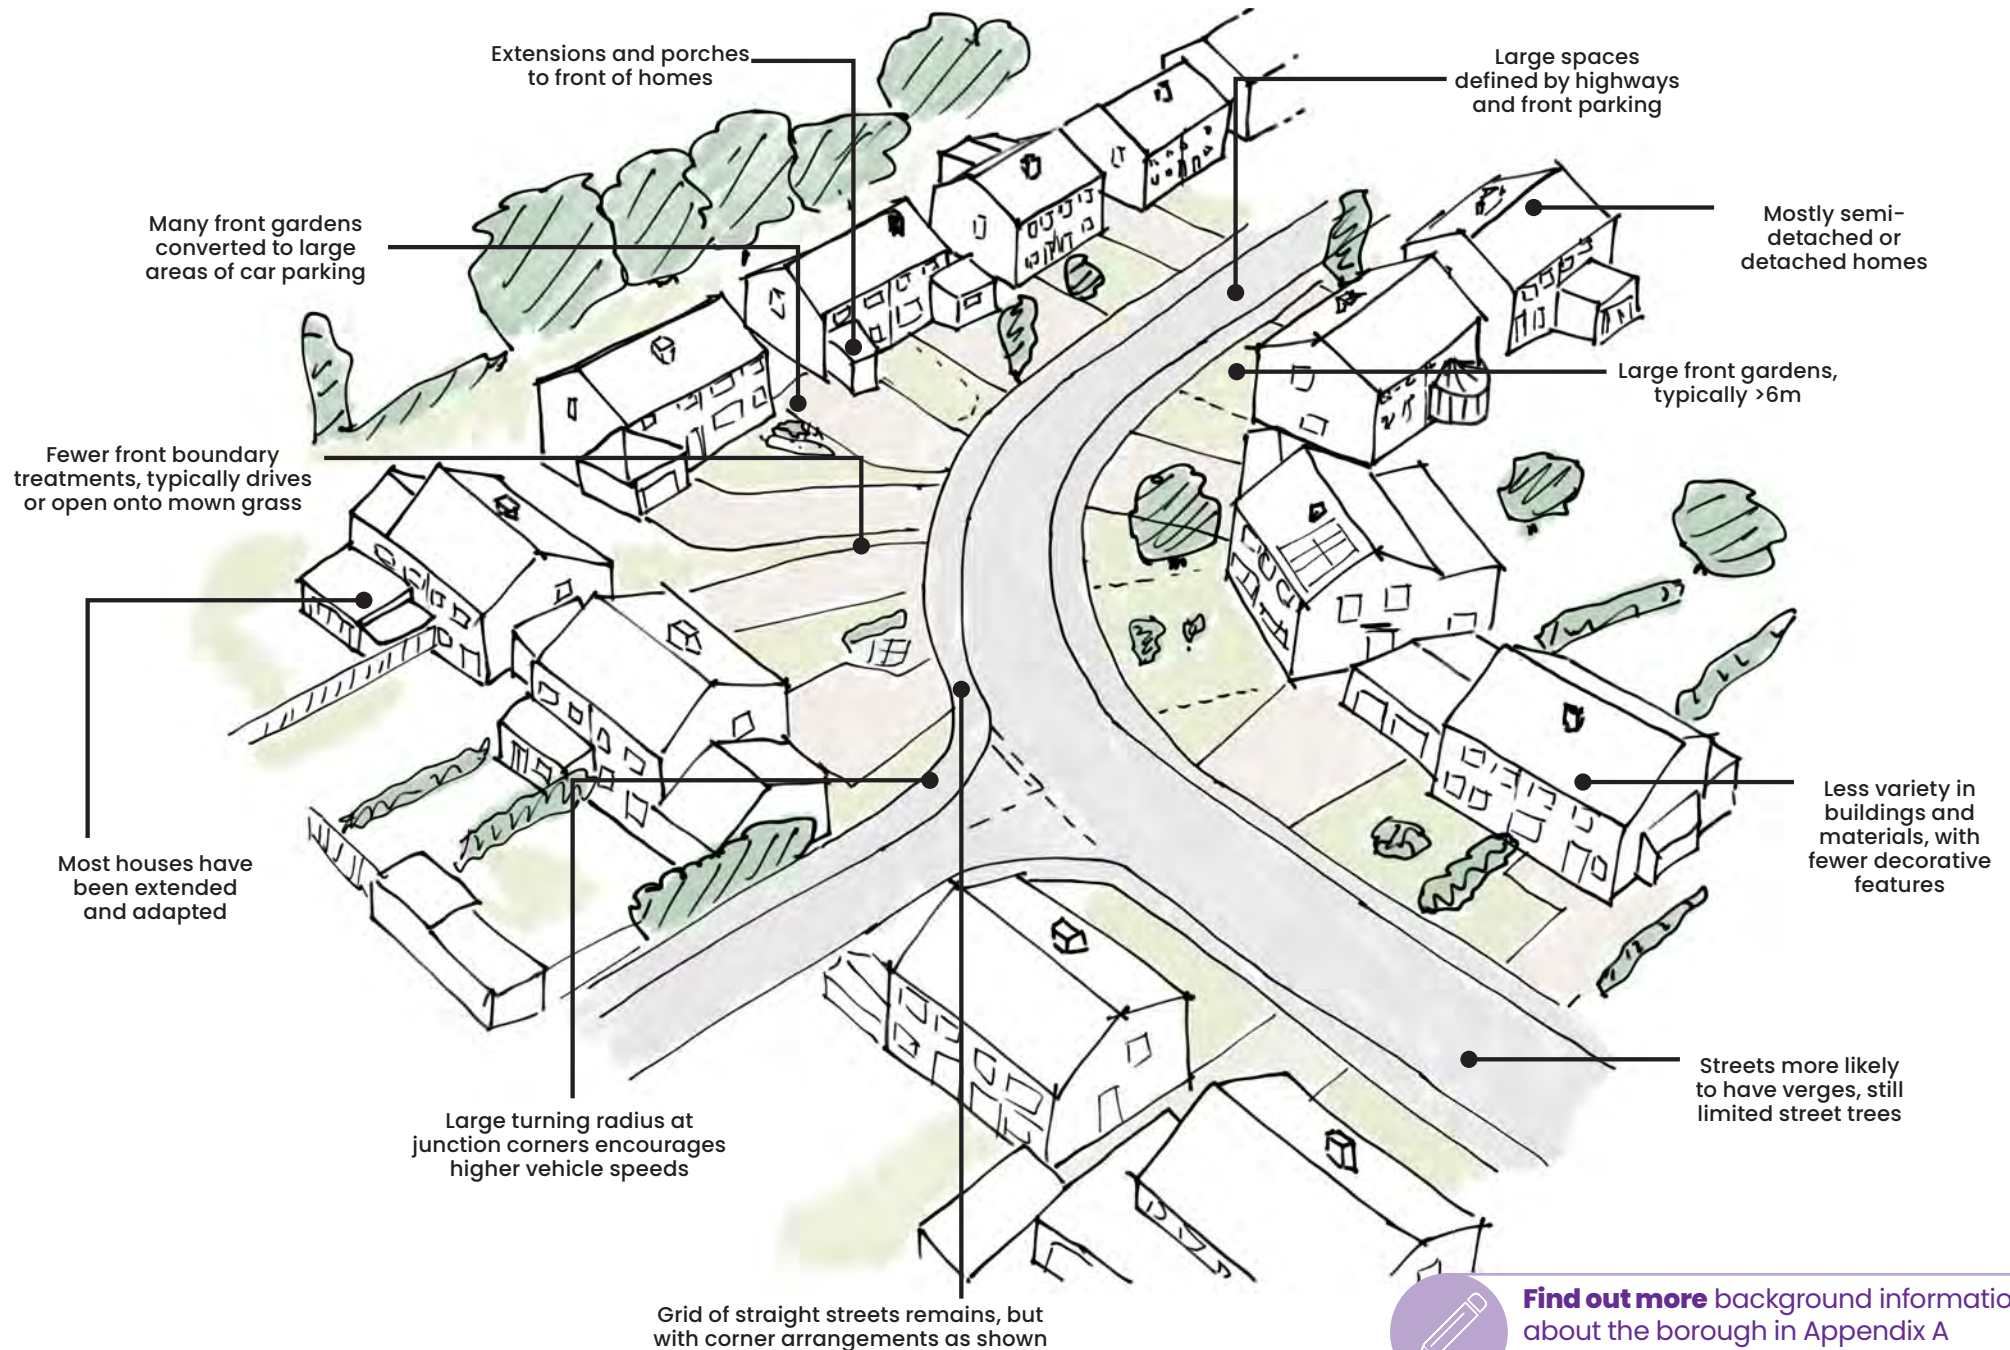 Extensions and porches
to front of homes
Large spaces
defined by highways
and front parking
Many front gardens
converted to large
areas of car parking
Mostly semi-
detached or
detached homes
Large front gardens,
typically >6m
Fewer front boundary
treatments, typically drives
or open onto mown grass
Most houses have
been extended
and adapted
Less variety in
buildings and
materials, with
fewer decorative
features
Large turning radius at
junction corners encourages
higher vehicle speeds
Streets more likely
to have verges, still
limited street trees
Grid of straight streets remains, but
with corner arrangements as shown
Find out more background informatio
about the borough in Appendix A